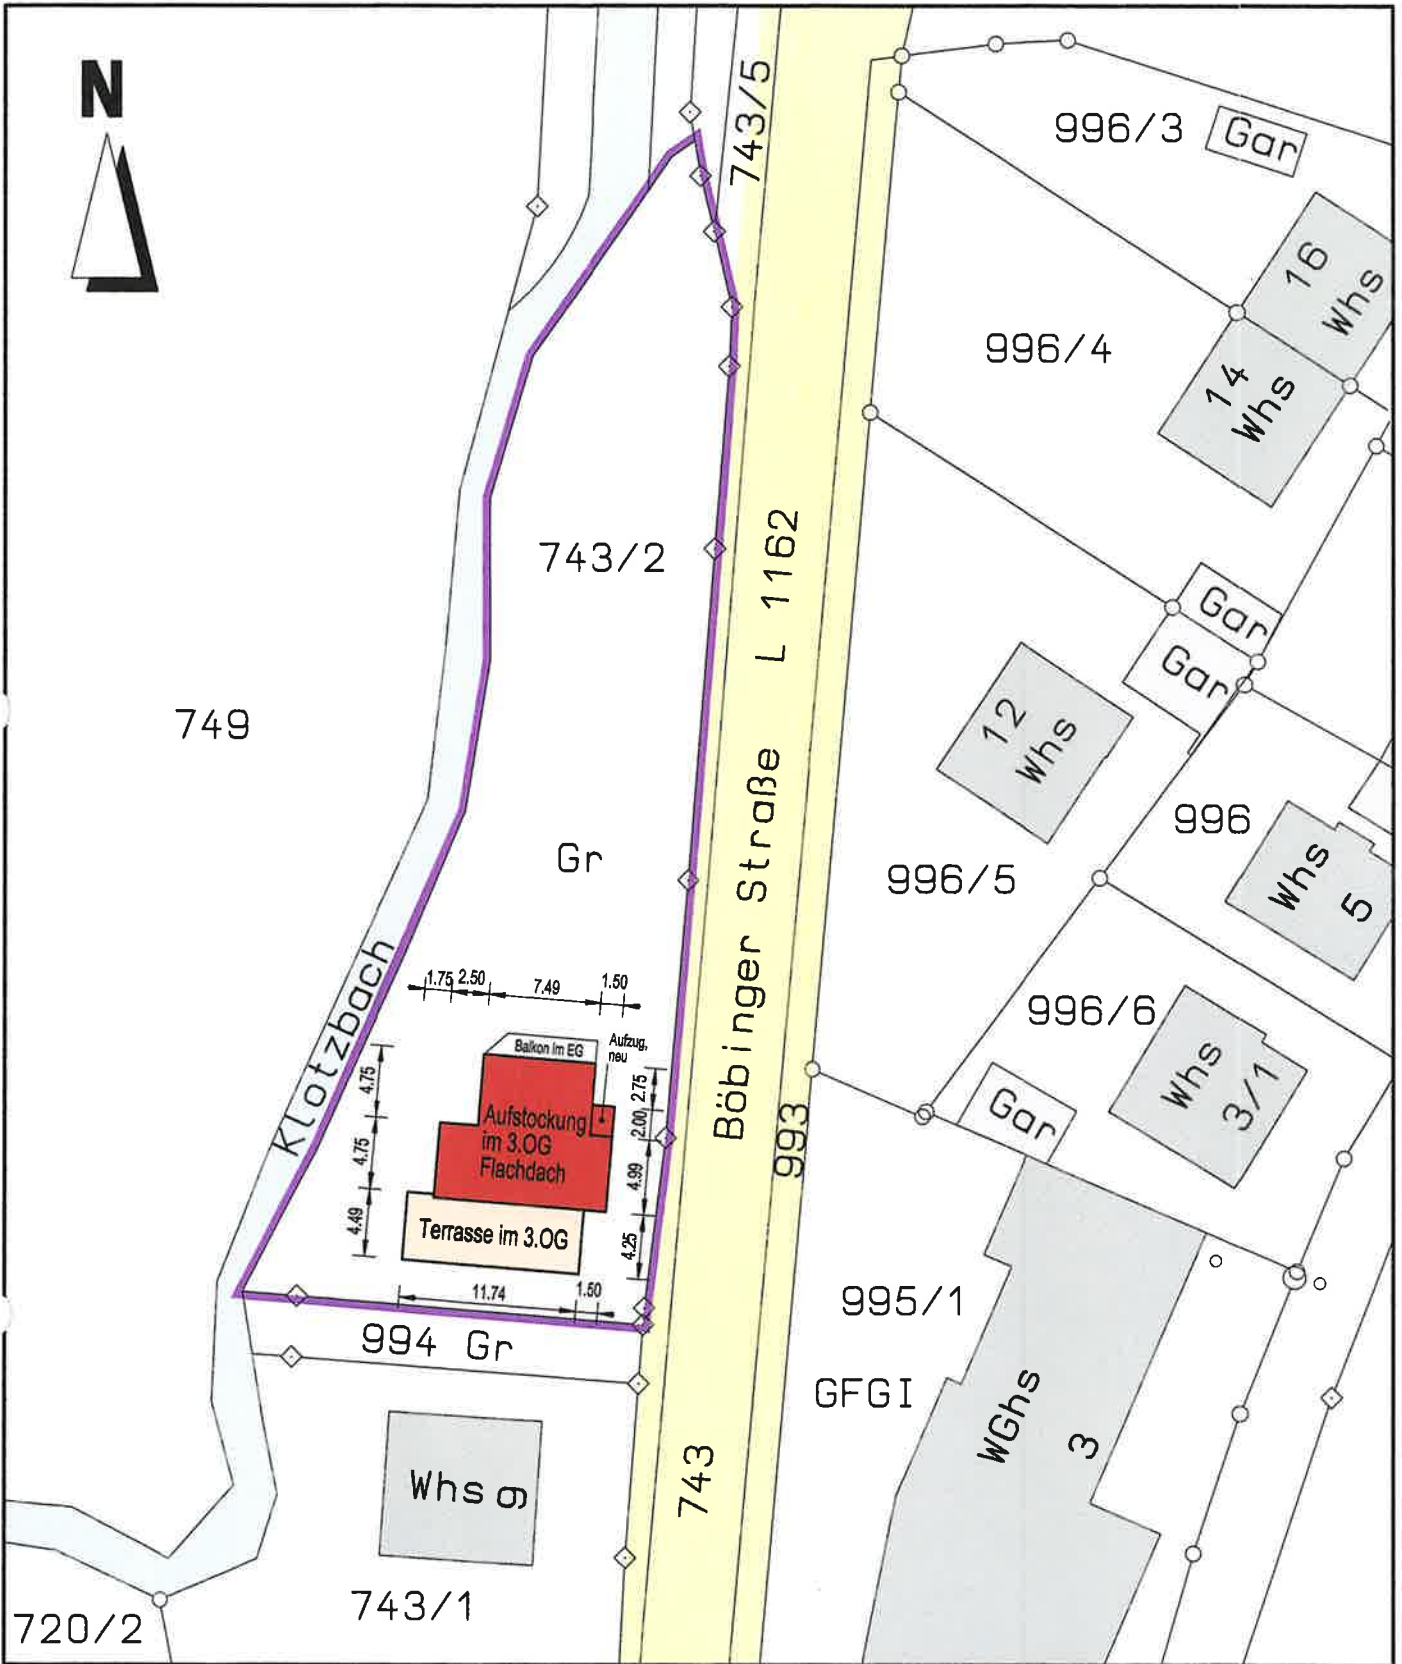 N
743/5
996/3
Gar
16
Whs
996/4
14
Whs
743/2
L 1162
Gar
Gar
749
12
Whs
Böbinger Straße
996
Gr
996/5
Whs
5
Klotzbach
1.75
2.50
7.49
1.50
996/6
Balkon im EG
Aufzug,
neu
Whs
3/1
4.75
2.75
Gar
Aufstockung
im 3.OG
Flachdach
2.00
993
4.75
4.99
4.49
Terrasse im 3.OG
4.25
11.74
1.50
995/1
994 Gr
GFGI
WGhs
3
743
Whs 9
743/1
720/2